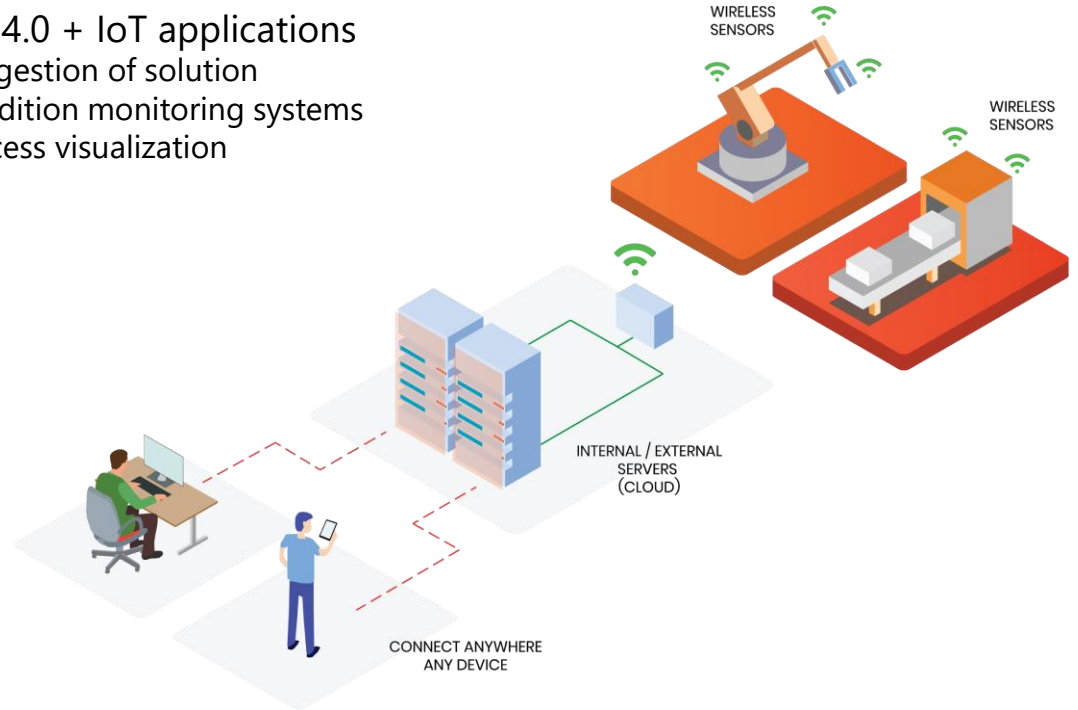 4.0 + IoT applications
gestion of solution
dition monitoring systems
cess visualization
WIRELESS
SENSORS
WIRELESS
SENSORS
INTERNAL / EXTERNAL
SERVERS
(CLOUD)
CONNECT ANYWHERE
ANY DEVICE